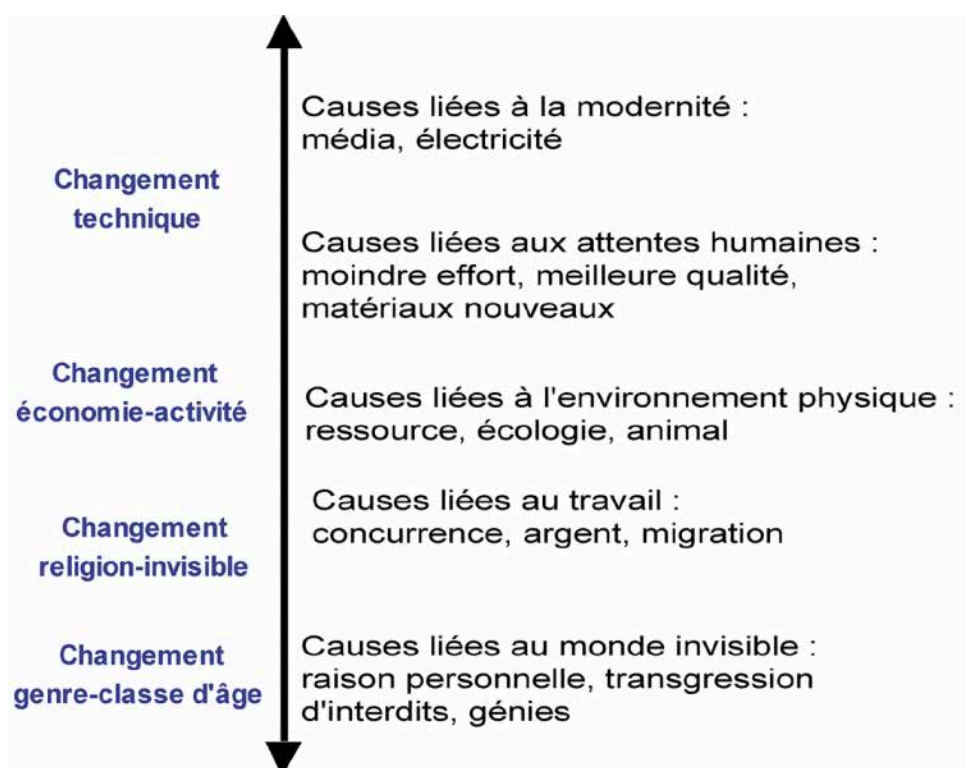 Causes liées à la modernité :
média, électricité
Changement
technique
Causes liées aux attentes humaines :
moindre effort, meilleure qualité,
matériaux nouveaux
Changement
économie-activité
Causes liées à l'environnement physique :
ressource, écologie, animal
Causes liées au travail :
concurrence, argent, migration
Changement
religion-invisible
Causes liées au monde invisible :
raison personnelle, transgression
d'interdits, génies
Changement
genre-classe d'âge